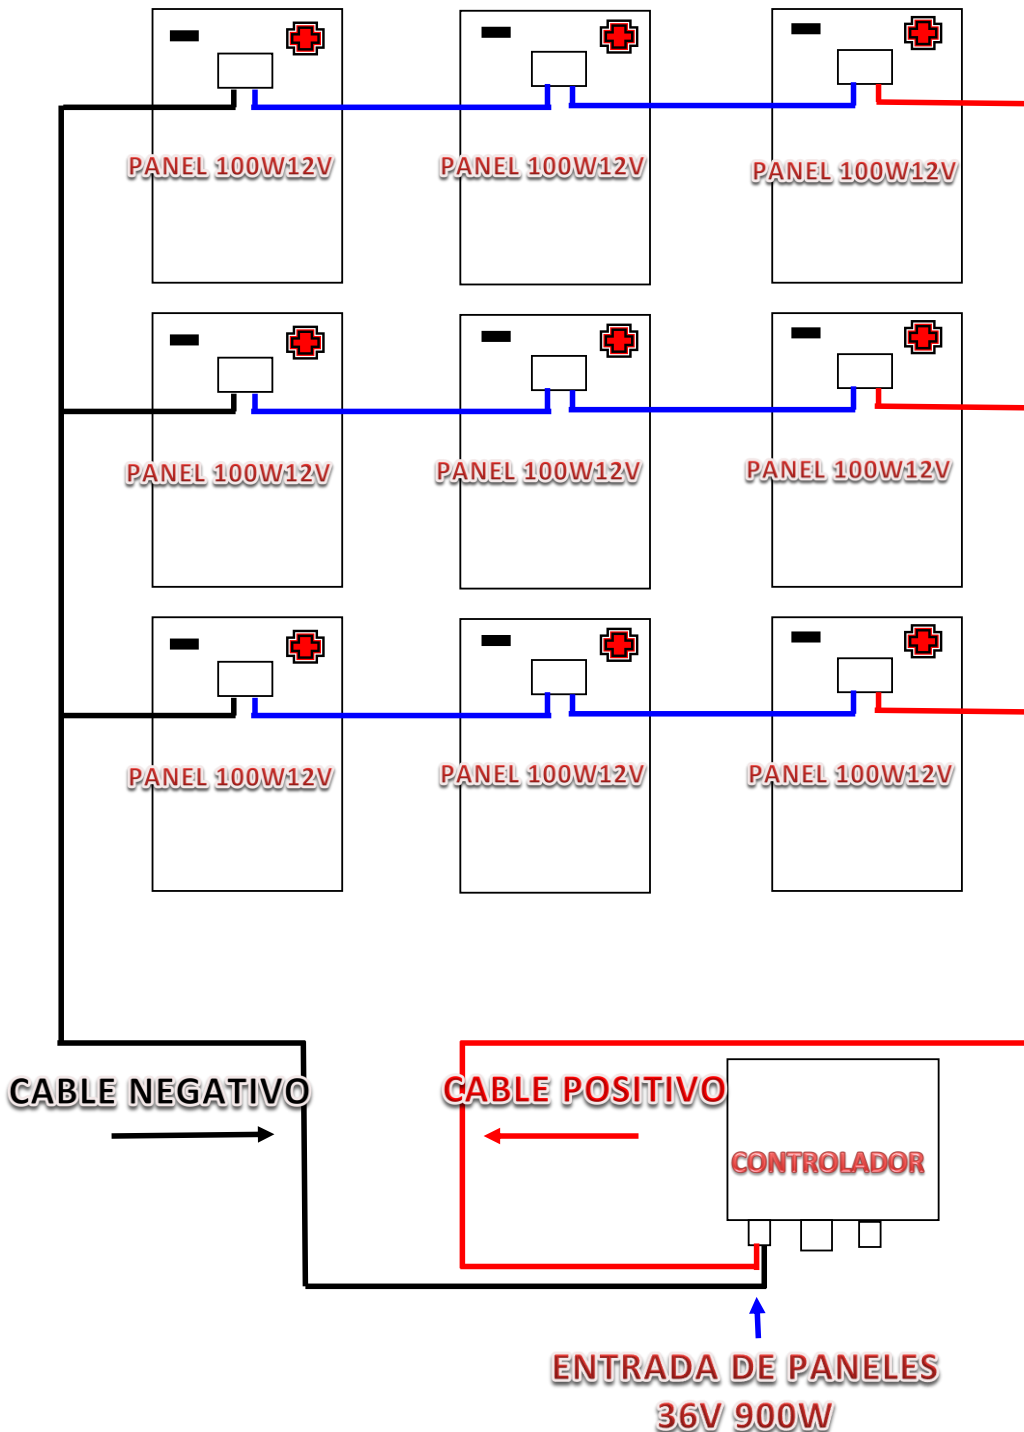 PANEL 100W12V
PANEL 100W12V
PANEL 100W12V
PANEL 100W12V
PANEL 100W12V
PANEL 100W12V
PANEL 100W12V
PANEL 100W12V
PANEL 100W12V
CABLE NEGATIVO
CABLE POSITIVO
CONTROLADOR
ENTRADA DE PANELES
36V 900W